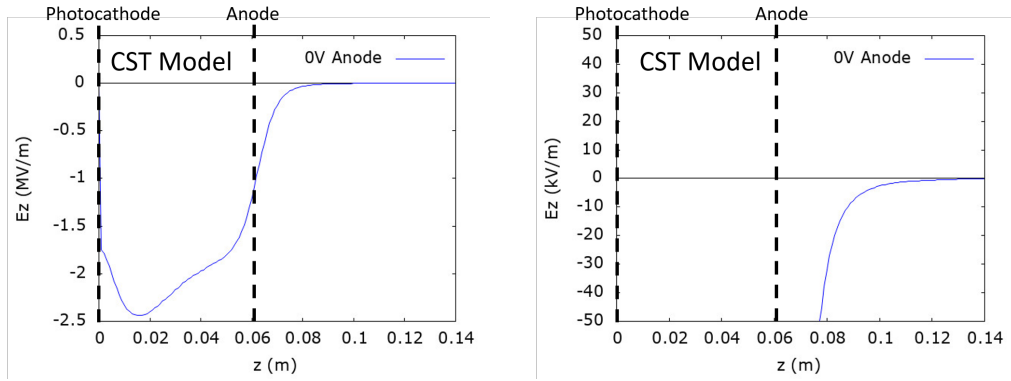 Photocathode Anode
0.5
CST Model
0V Anode
0
-0.5
-1
-1.5
-2
-2.5
Ez (MV/m)
0 0.02 0.04 0.06 0.08 0.1 0.12 0.14
z (m)
Photocathode Anode
50
CST Model
0V Anode
40
30
20
10
0
-10
-20
-30
-40
-50
Ez (kV/m)
0 0.02 0.04 0.06 0.08 0.1 0.12 0.14
z (m)